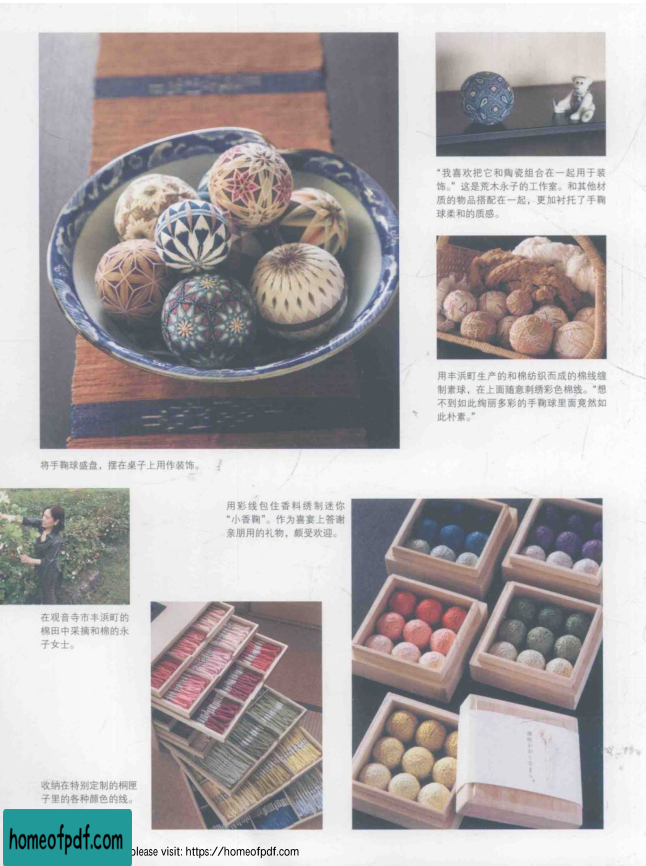 “我喜欢把它和陶瓷组合在一起用于装
饰。”这是荒木永子的工作室。和其他材
质的物品搭配在一起，更加衬托了手鞠
球柔和的质感。
用丰浜町生产的和棉纺织而成的棉线缝
制素球，在上面随意刺绣彩色棉线。“想
不到如此绚丽多彩的手鞠球里面竟然如
此朴素。”
将手鞠球盛盘，摆在桌子上用作装饰。
用彩线包住香料绣制迷你
“小香鞠”。作为喜宴上答谢
亲朋用的礼物，颇受欢迎。
在观音寺市丰浜町的
棉田中采摘和棉的永
子女士。
收纳在特别定制的桐匣
子里的各种颜色的线。
homeofpdf.com
please visit: https://homeofpdf.com